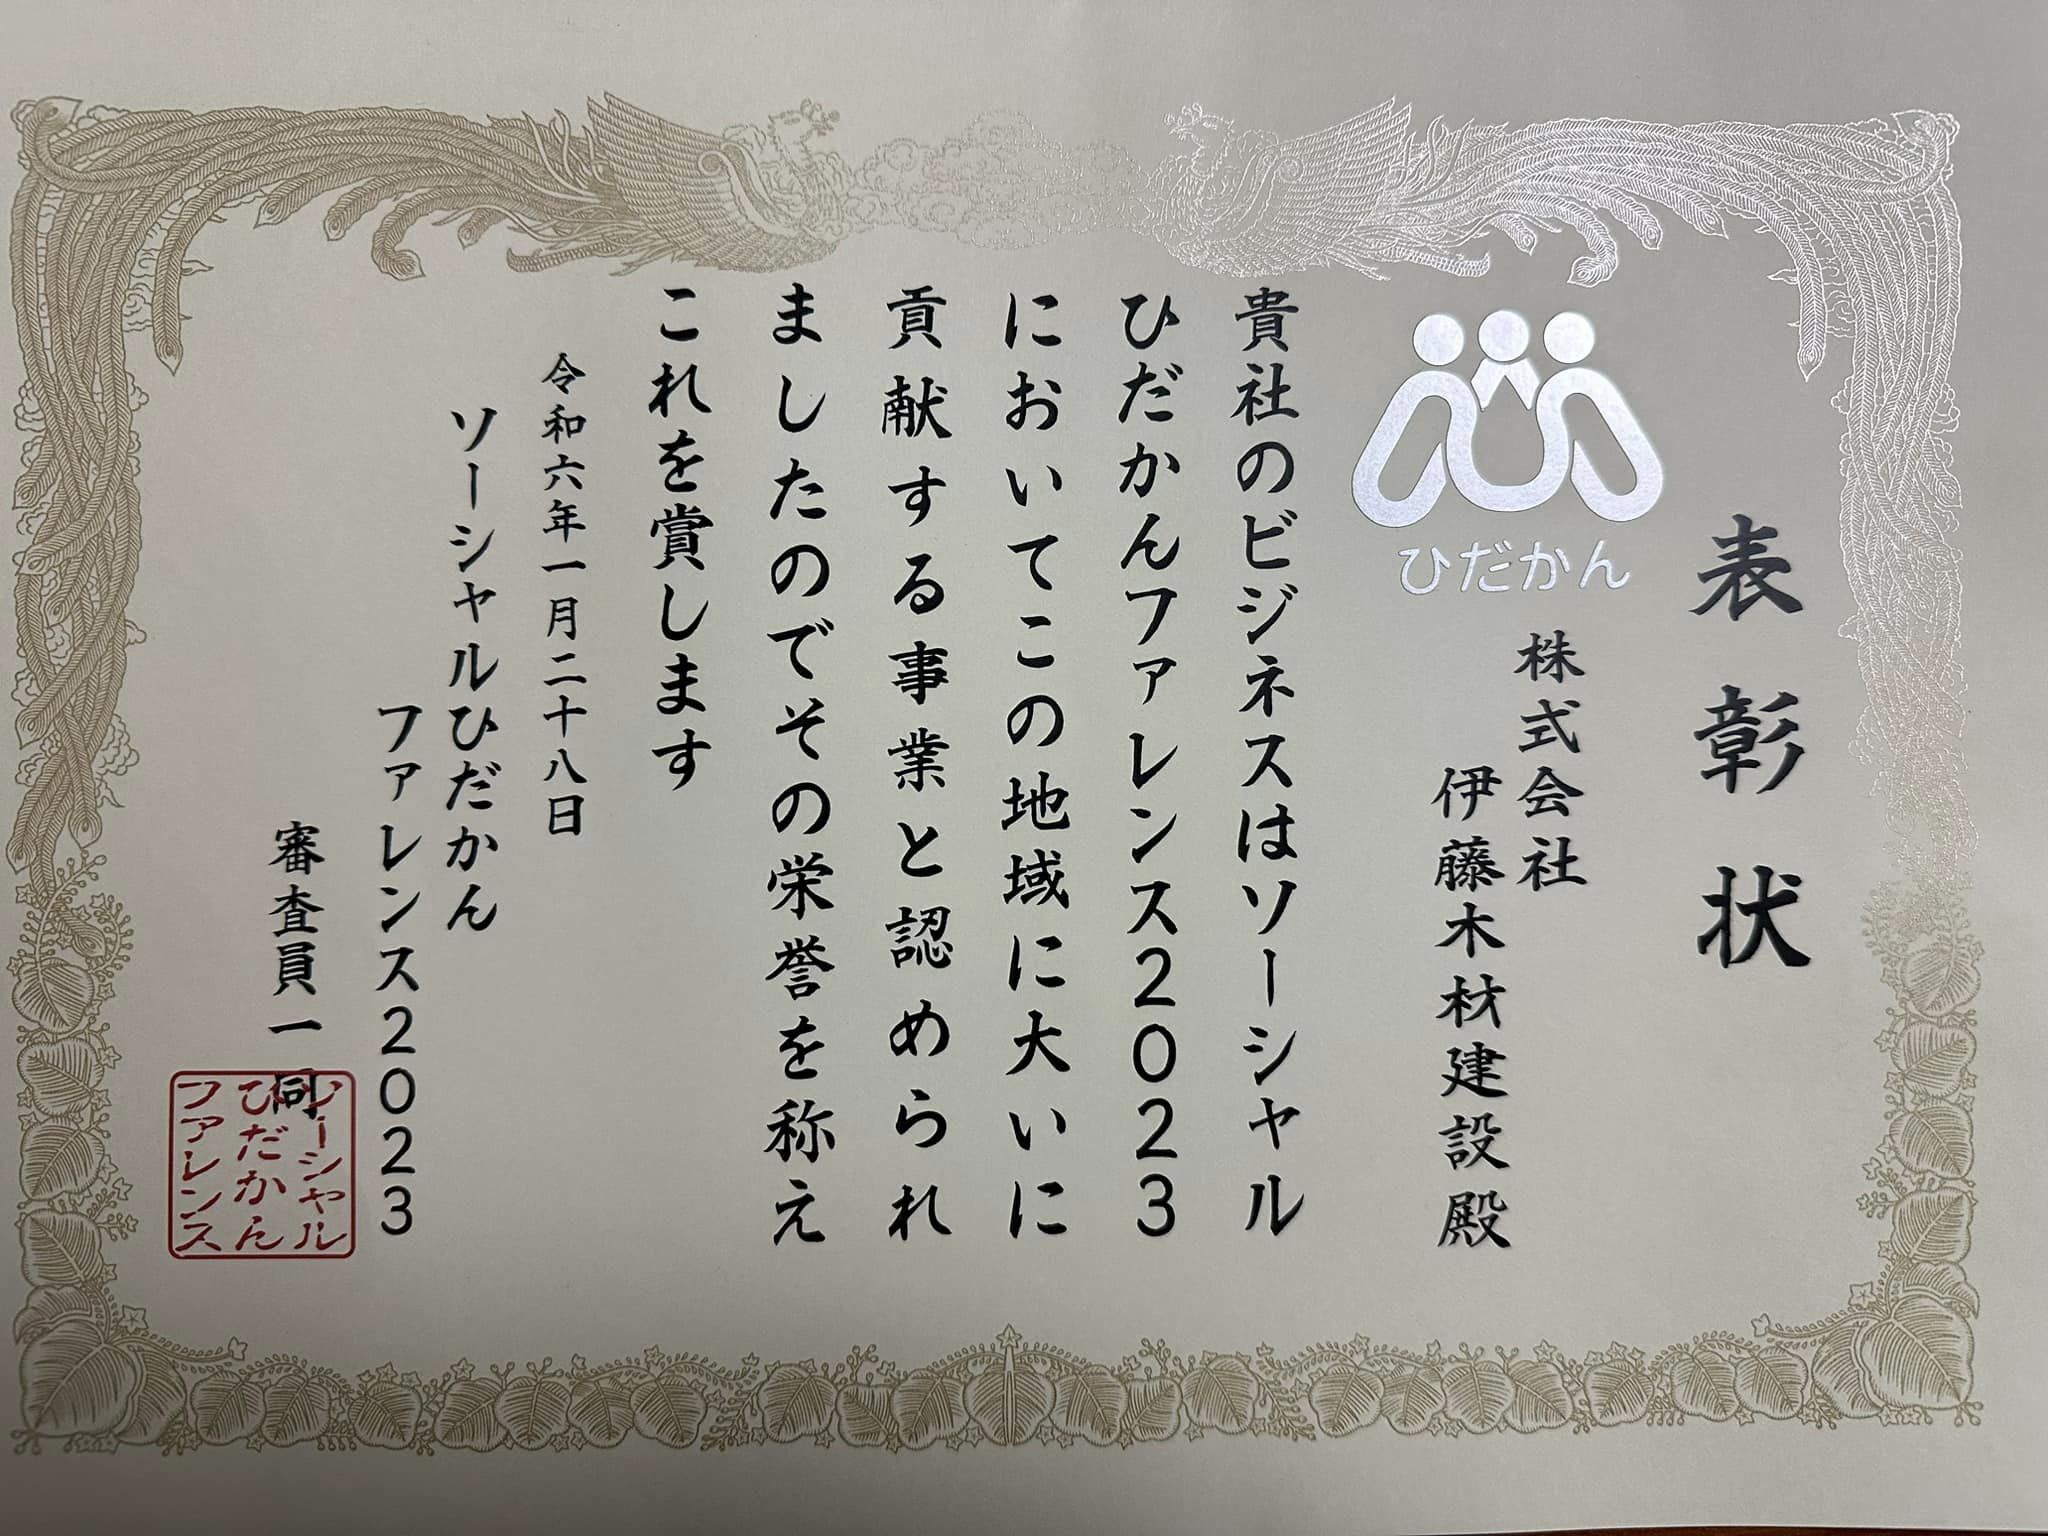 表彰状
ひだかん
株式会社
伊藤木材建設殿
貴社のビジネスはソーシャル
ひだかんファレンス2023
においてこの地域に大いに
貢献する事業と認められ
ましたのでその栄誉を称え
これを賞します
令和六年一月二十八日
ソーシャルひだかん
ファレンス2023
審査員一同
ソーシャル
ひだかん
ファレンス